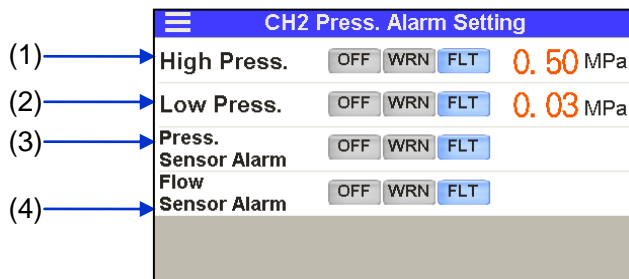 CH2 Press. Alarm Setting
(1) High Press. OFF WRN FLT 0.50 MPa
(2) Low Press. OFF WRN FLT 0.03 MPa
(3) Press.
Sensor Alarm OFF WRN FLT
Flow
(4) Sensor Alarm OFF WRN FLT